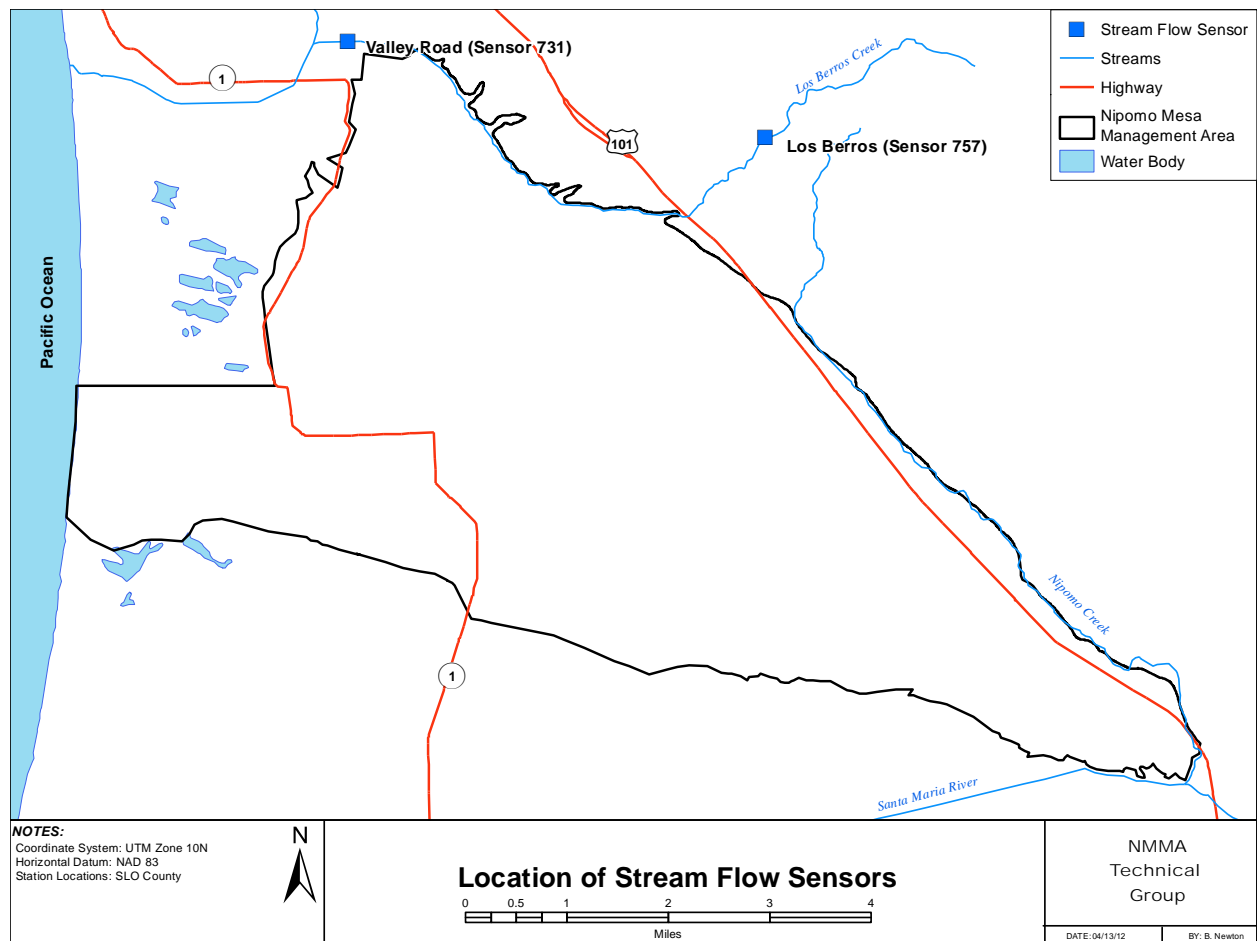 Valley Road (Sensor 731)
1
Los Berros Creek
101
Los Berros (Sensor 757)
Stream Flow Sensor
Streams
Highway
Nipomo Mesa
Management Area
Water Body
Pacific Ocean
Nipomo Creek
1
Santa Maria River
NOTES:
Coordinate System: UTM Zone 10N
Horizontal Datum: NAD 83
Station Locations: SLO County
N
Location of Stream Flow Sensors
0 0.5 1 2 3 4
Miles
NMMA
Technical
Group
DATE:04/13/12
BY: B. Newton